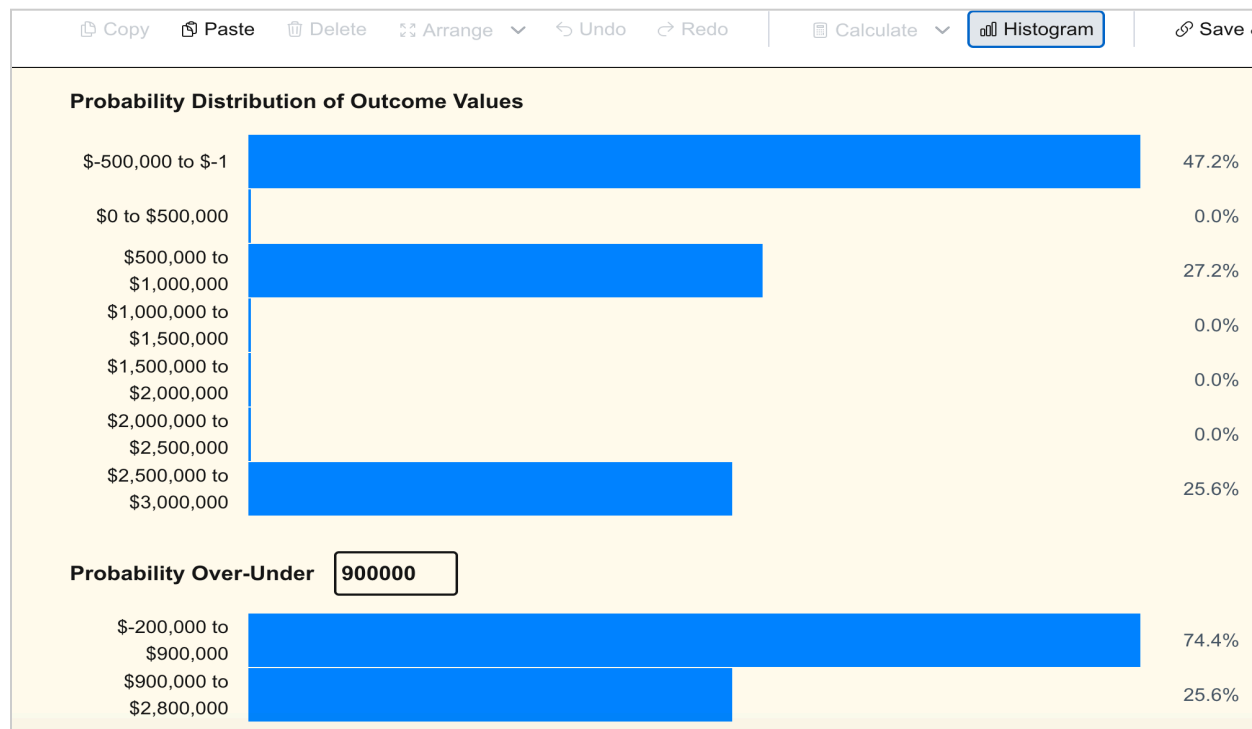 Copy Paste Delete Arrange Undo Redo Calculate Histogram Save
Probability Distribution of Outcome Values
$-500,000 to $-1 47.2%
$0 to $500,000 0.0%
$500,000 to
$1,000,000 27.2%
$1,000,000 to
$1,500,000 0.0%
$1,500,000 to
$2,000,000 0.0%
$2,000,000 to
$2,500,000 0.0%
$2,500,000 to
$3,000,000 25.6%
Probability Over-Under 900000
$-200,000 to
$900,000 74.4%
$900,000 to
$2,800,000 25.6%